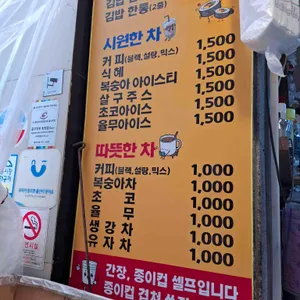 김밥 한통(2줄)
시원한 차
커피(블랙,설탕,믹스) 1,500
식혜 1,500
복숭아 아이스티 1,500
살구주스 1,500
초코아이스 1,500
율무아이스
따뜻한 차
커피(블랙,설탕,믹스) 1,000
복숭아차 1,000
초코 1,000
율무 1,000
생강차 1,000
유자차 1,000
간장, 종이컵 셀프입니다
종이컵
금연시설